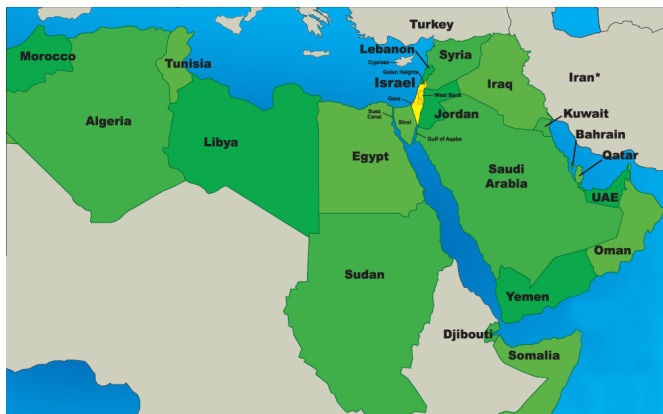 Turkey
Morocco
Tunisia
Lebanon
Syria
Cypress
Golan Heights
Israel
Iraq
Iran*
West Bank
Gaza
Suez
Canal
Sinai
Jordan
Kuwait
Algeria
Libya
Bahrain
Gulf of Aqaba
Egypt
Qatar
Saudi
Arabia
UAE
Oman
Sudan
Yemen
Djibouti
Somalia